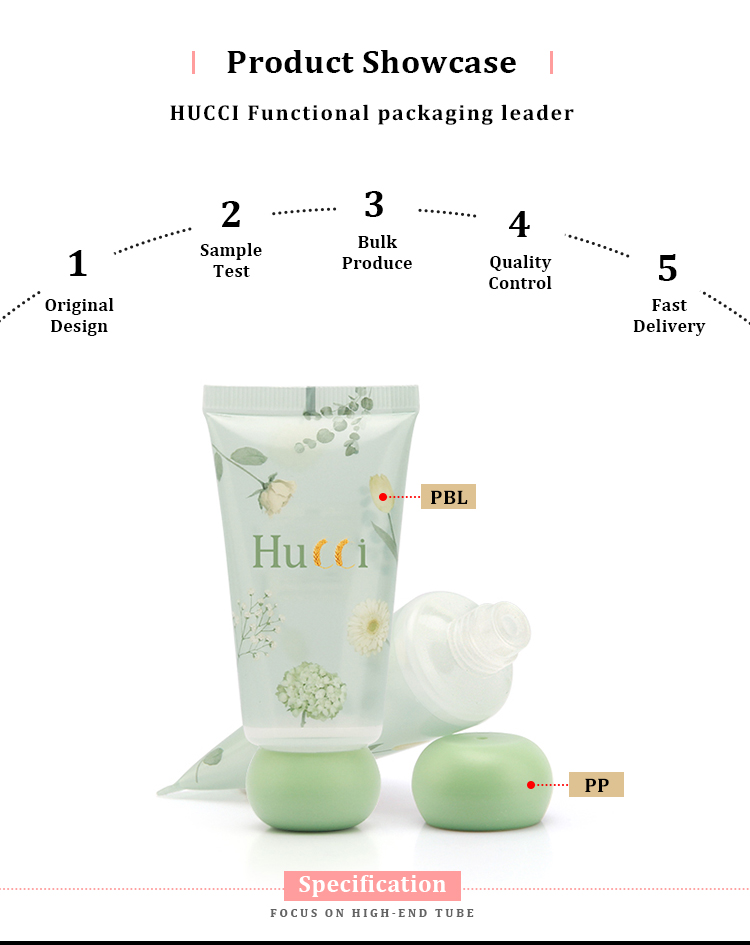 Product Showcase
HUCCI Functional packaging leader
1
Original
Design
2
Sample
Test
3
Bulk
Produce
4
Quality
Control
5
Fast
Delivery
PBL
Hucci
PP
Specification
FOCUS ON HIGH-END TUBE